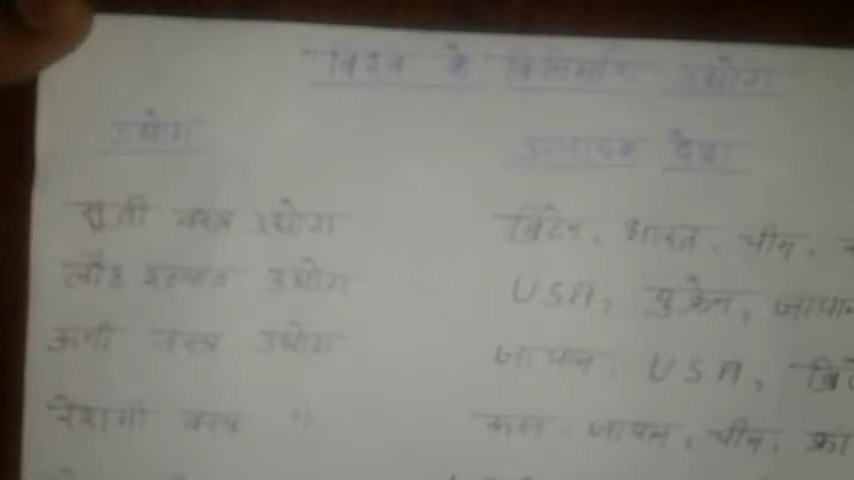 विश्व के विनिर्माण उद्योग
उद्योग उत्पादक देश
सूती वस्त्र उद्योग ब्रिटेन, भारत, चीन,
लौह इस्पात उद्योग USA, युक्रेन, जापान
ऊनी वस्त्र उद्योग जापान, USA,
रेशमी वस्त्र " रूस, जापान, चीन,